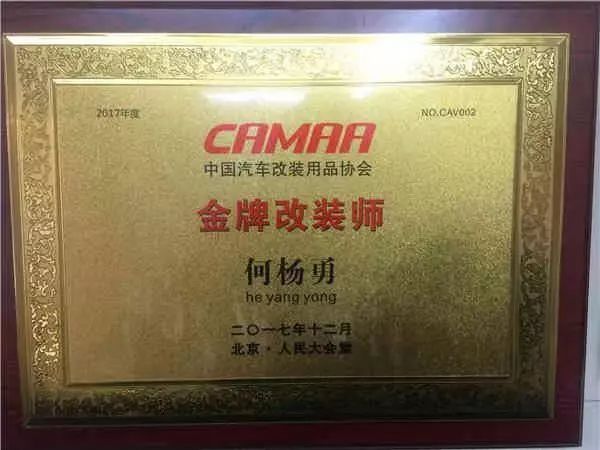 2017年度
NO.CAV002
CAMAA
中国汽车改装用品协会
金牌改装师
何杨勇
he yang yong
二〇一七年十二月
北京·人民大会堂